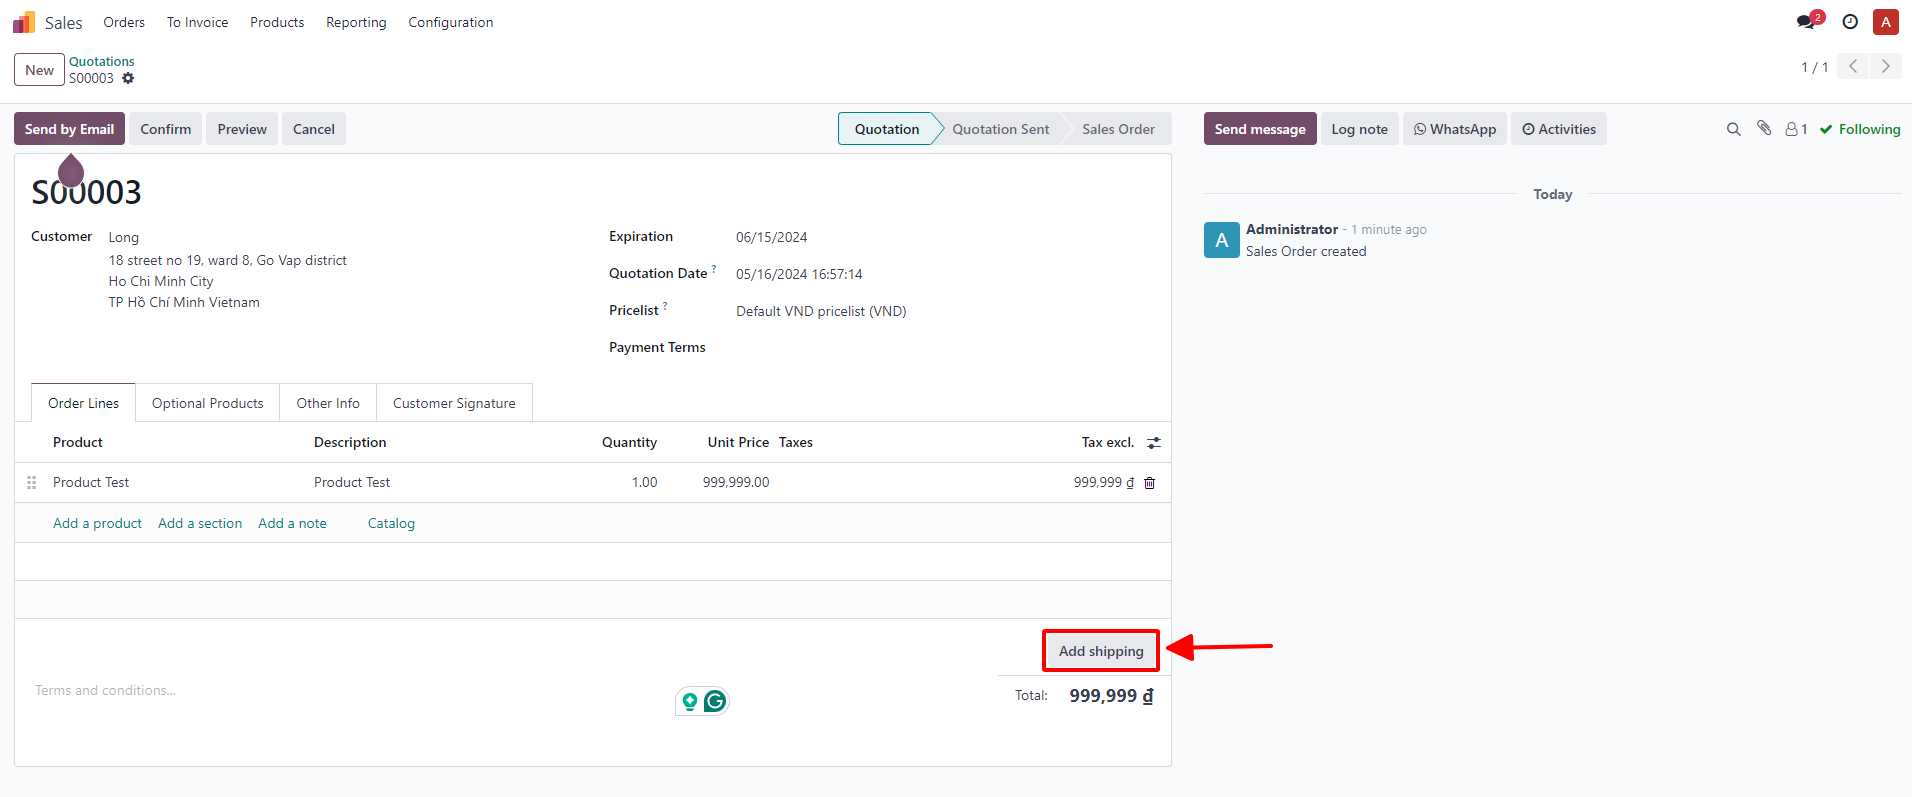 Sales Orders To Invoice Products Reporting Configuration 2 A
New Quotations 1 / 1
S00003
Send by Email Confirm Preview Cancel Quotation Quotation Sent Sales Order Send message Log note WhatsApp Activities 1 Following
S00003
Today
Customer Long
18 street no 19, ward 8, Go Vap district
Ho Chi Minh City
TP Hồ Chí Minh Vietnam
Expiration 06/15/2024
Quotation Date ? 05/16/2024 16:57:14
Pricelist ? Default VND pricelist (VND)
Payment Terms
A Administrator - 1 minute ago
Sales Order created
Order Lines Optional Products Other Info Customer Signature
Product Description Quantity Unit Price Taxes Tax excl.
Product Test Product Test 1.00 999,999.00 999,999 ₫
Add a product Add a section Add a note Catalog
Add shipping
Terms and conditions...
G
Total: 999,999 ₫